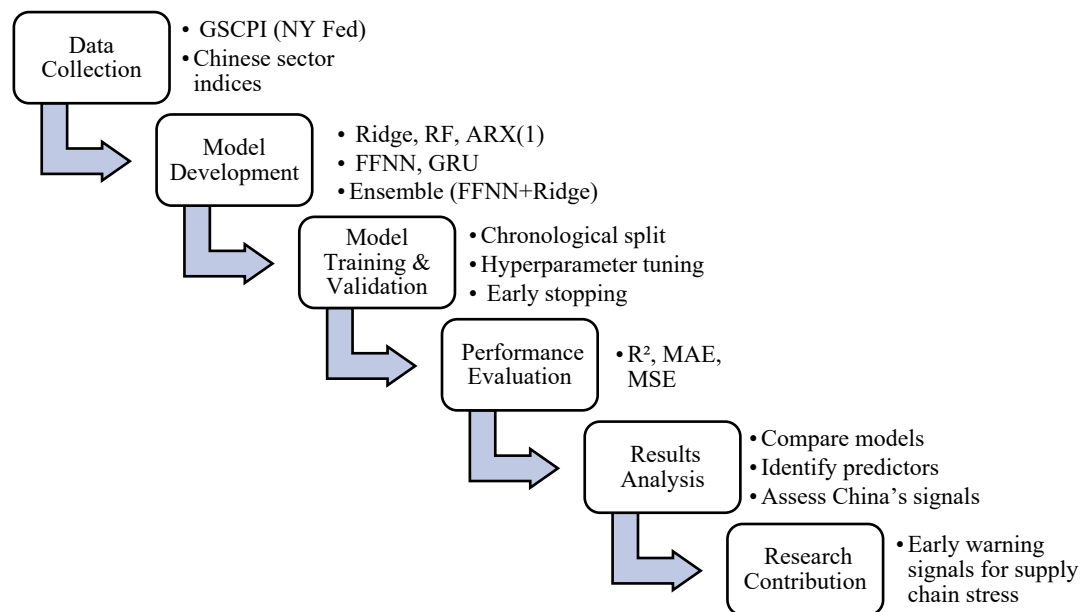 Data
Collection
• GSCPI (NY Fed)
• Chinese sector
indices
Model
Development
• Ridge, RF, ARX(1)
• FFNN, GRU
• Ensemble (FFNN+Ridge)
Model
Training &
Validation
• Chronological split
• Hyperparameter tuning
• Early stopping
Performance
Evaluation
• R², MAE,
MSE
Results
Analysis
• Compare models
• Identify predictors
• Assess China’s signals
Research
Contribution
• Early warning
signals for supply
chain stress